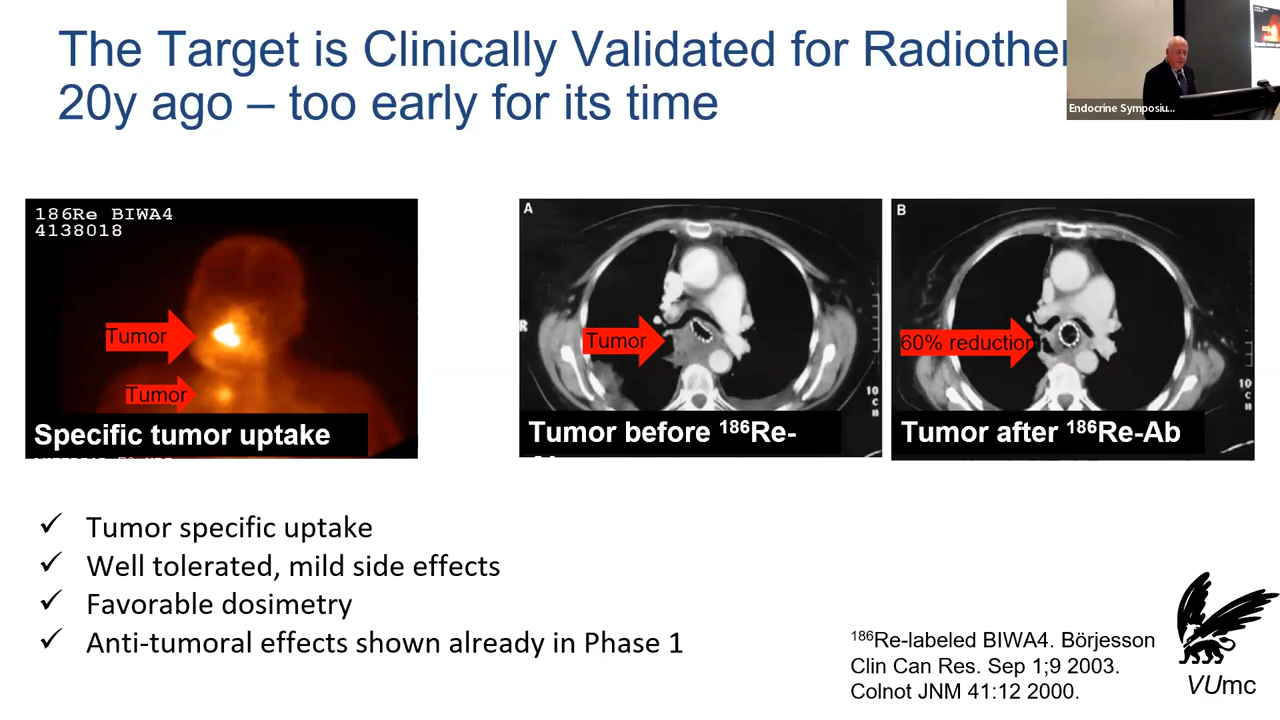 The Target is Clinically Validated for Radiother
20y ago – too early for its time
Endocrine Symposiu...
186Re BIWA4
4138018
Tumor
Tumor
Specific tumor uptake
A
R
Tumor
10
C
Tumor before ¹⁸⁶Re-
B
60% reduction
10
C
Tumor after ¹⁸⁶Re-Ab
✓ Tumor specific uptake
✓ Well tolerated, mild side effects
✓ Favorable dosimetry
✓ Anti-tumoral effects shown already in Phase 1
¹⁸⁶Re-labeled BIWA4. Börjesson
Clin Can Res. Sep 1;9 2003.
Colnot JNM 41:12 2000.
VUmc